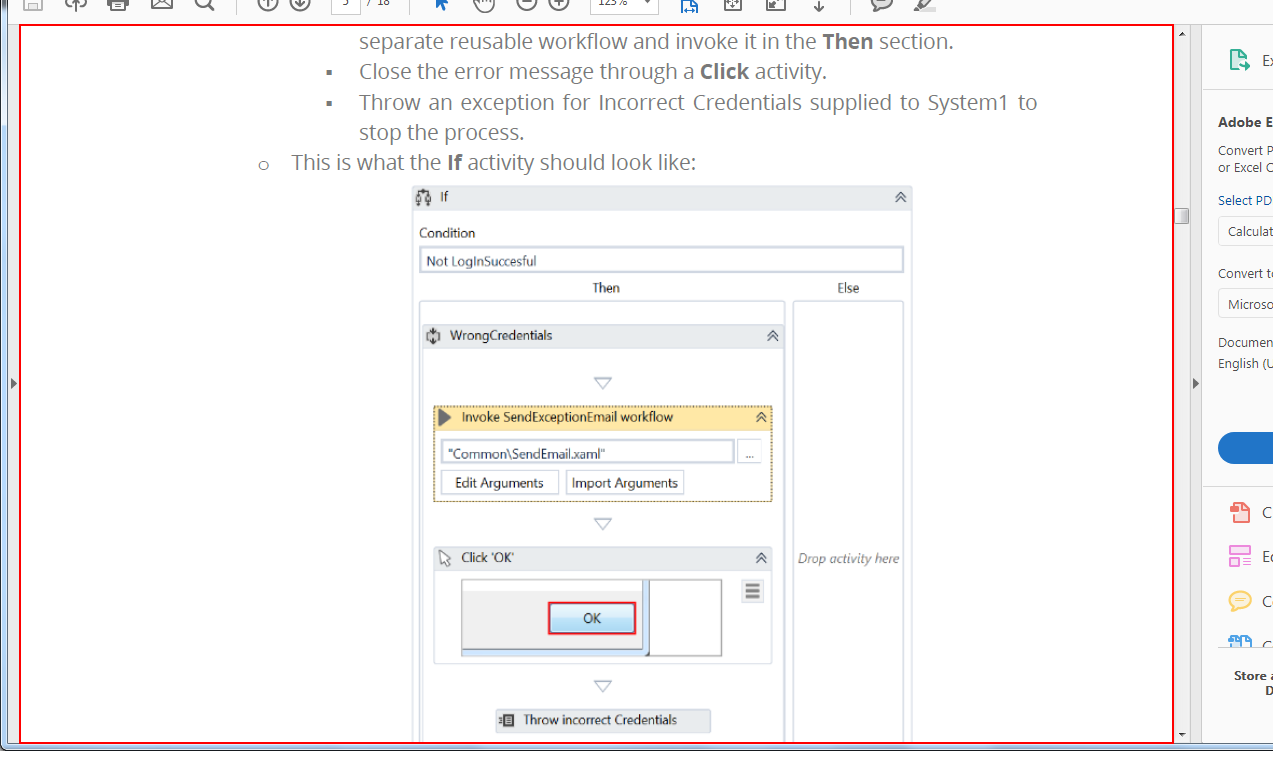 / 18
123%
separate reusable workflow and invoke it in the Then section.
▪ Close the error message through a Click activity.
▪ Throw an exception for Incorrect Credentials supplied to System1 to
stop the process.
o This is what the If activity should look like:
If
Condition
Not LogInSuccesful
Then
Else
WrongCredentials
Invoke SendExceptionEmail workflow
"Common\SendEmail.xaml"
...
Edit Arguments
Import Arguments
Click 'OK'
Drop activity here
OK
Throw incorrect Credentials
Ex
Adobe E
Convert P
or Excel O
Select PD
Calculat
Convert to
Microso
Documen
English (U
C
Ed
Co
Store a
D